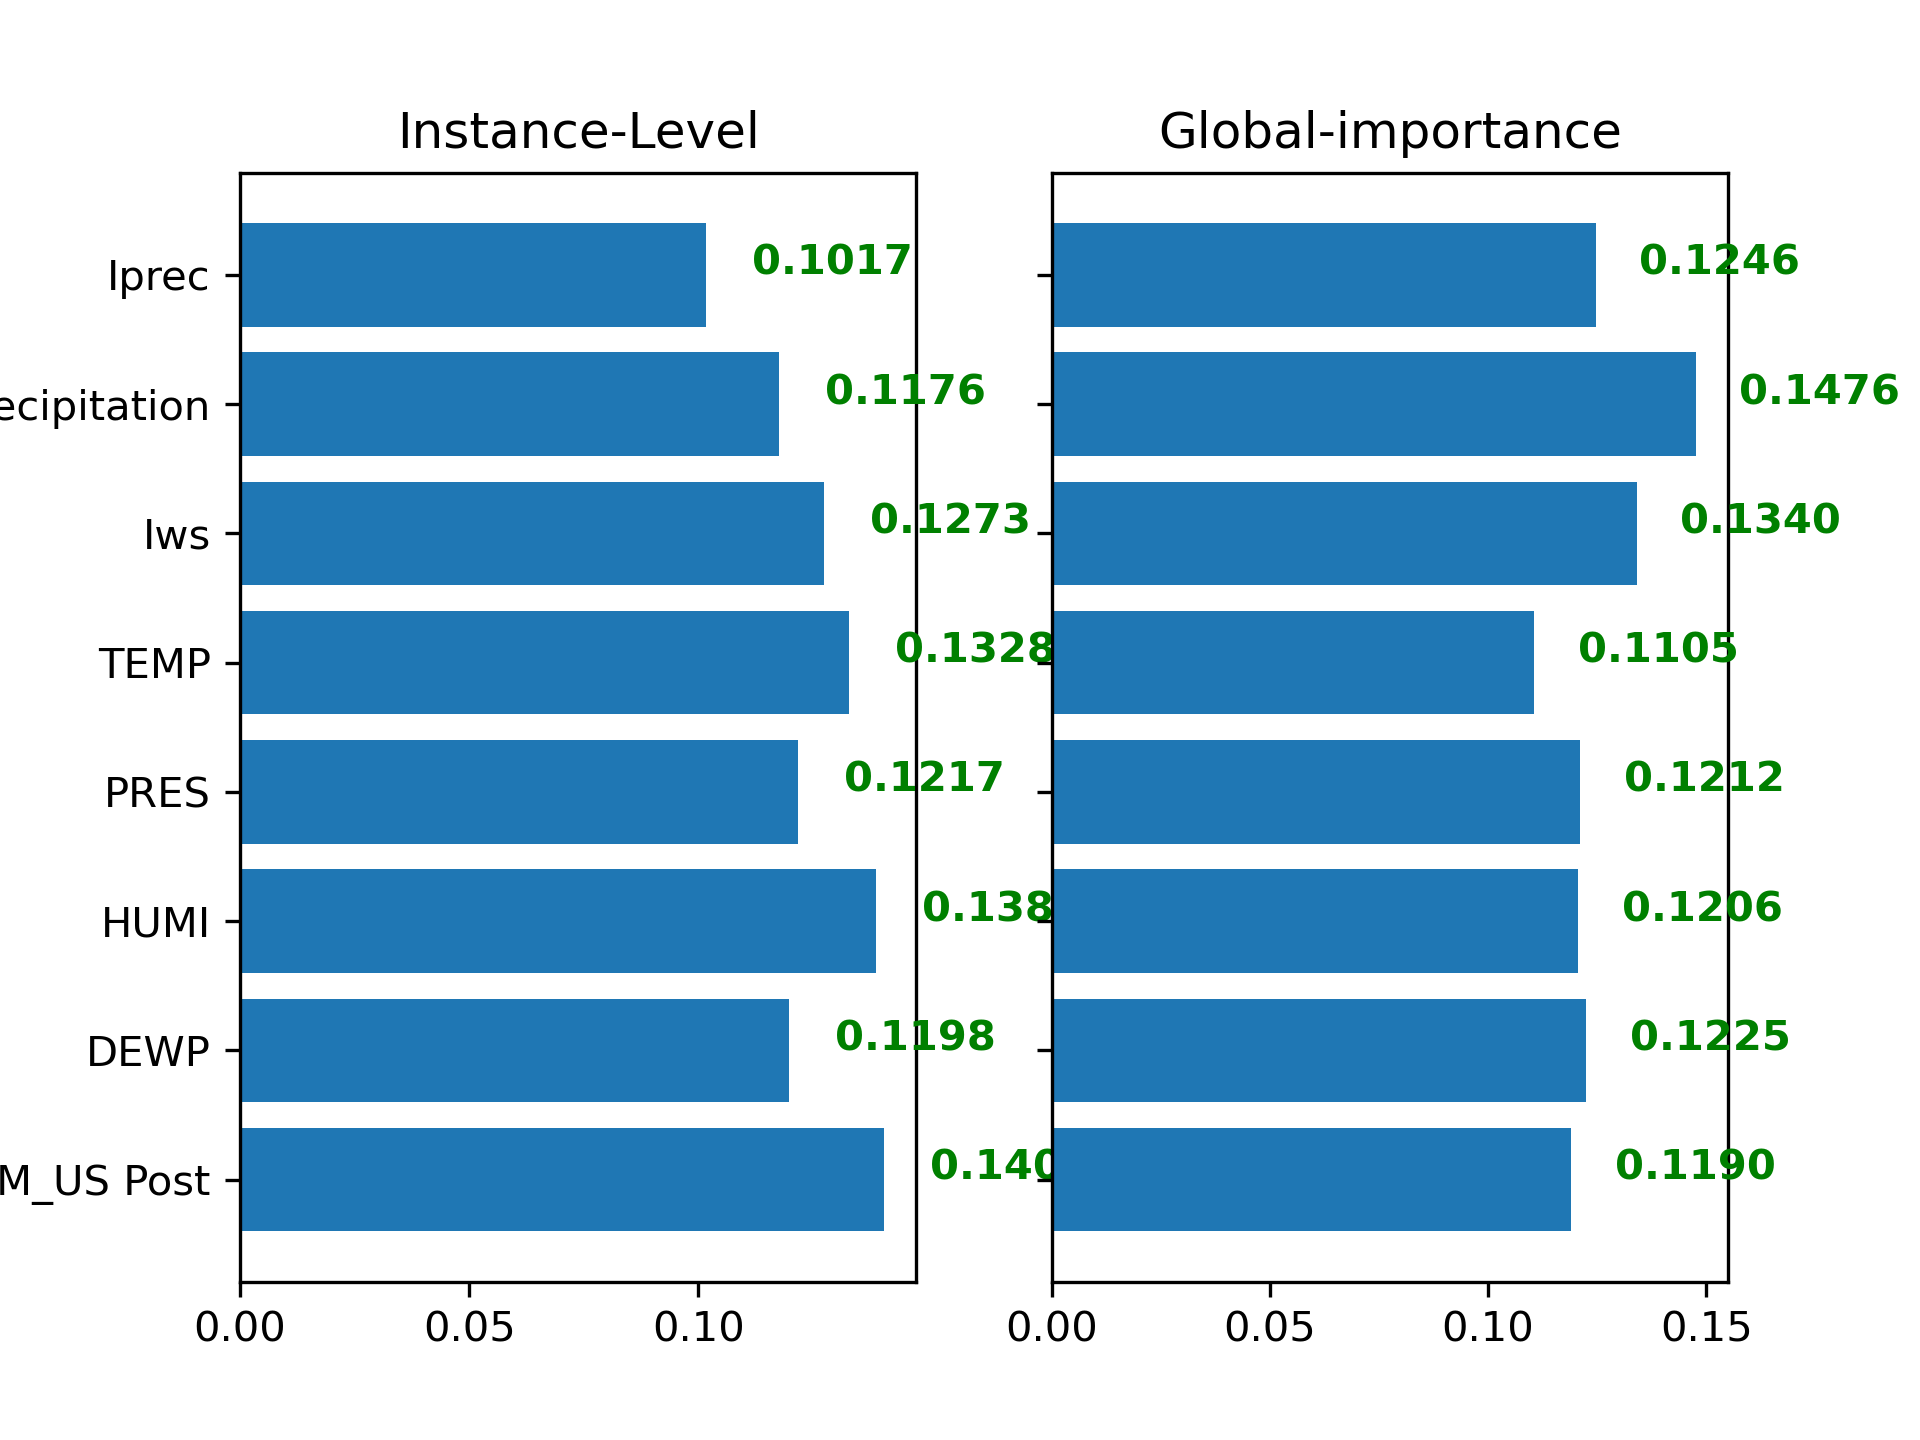 Instance-Level
Global-importance
Iprec
0.1017
0.1246
ecipitation
0.1176
0.1476
Iws
0.1273
0.1340
TEMP
0.1328
0.1105
PRES
0.1217
0.1212
HUMI
0.138
0.1206
DEWP
0.1198
0.1225
M_US Post
0.140
0.1190
0.00 0.05 0.10
0.00 0.05 0.10 0.15